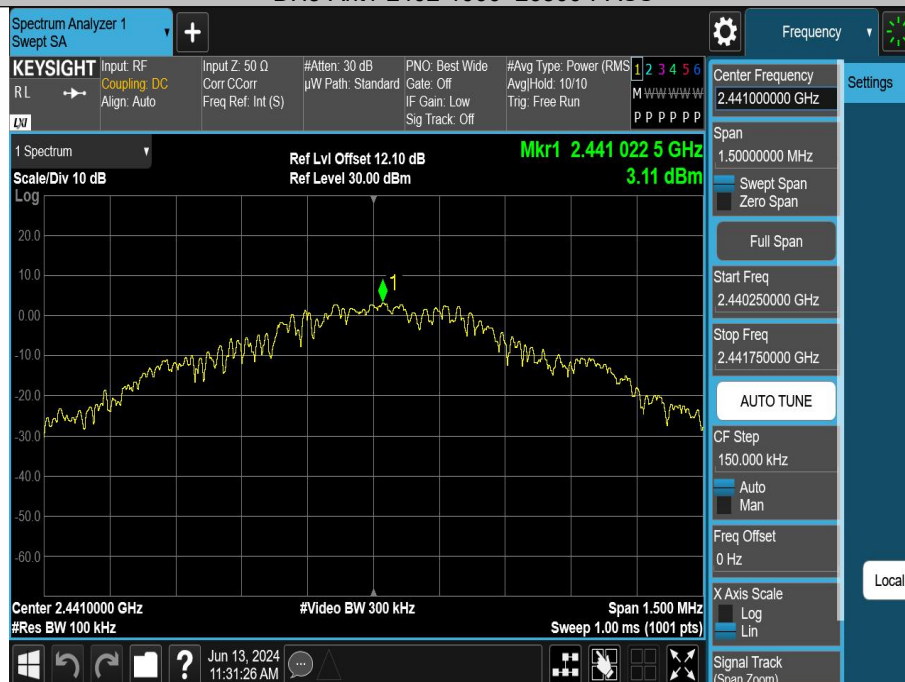 Spectrum Analyzer 1
Swept SA
Frequency
KEYSIGHT
RL
LXI
Input: RF
Coupling: DC
Align: Auto
Input Z: 50 Ω
Corr CCorr
Freq Ref: Int (S)
#Atten: 30 dB
µW Path: Standard
PNO: Best Wide
Gate: Off
IF Gain: Low
Sig Track: Off
#Avg Type: Power (RMS
Avg|Hold: 10/10
Trig: Free Run
1 2 3 4 5 6
M W W W W W
P P P P P P
Center Frequency
2.441000000 GHz
Settings
Span
1.50000000 MHz
Swept Span
Zero Span
Full Span
Start Freq
2.440250000 GHz
Stop Freq
2.441750000 GHz
AUTO TUNE
CF Step
150.000 kHz
Auto
Man
Freq Offset
0 Hz
Local
X Axis Scale
Log
Lin
Signal Track
(Span Zoom)
1 Spectrum
Scale/Div 10 dB
Log
Ref Lvl Offset 12.10 dB
Ref Level 30.00 dBm
Mkr1 2.441 022 5 GHz
3.11 dBm
20.0
10.0
1
0.00
-10.0
-20.0
-30.0
-40.0
-50.0
-60.0
Center 2.4410000 GHz
#Res BW 100 kHz
#Video BW 300 kHz
Span 1.500 MHz
Sweep 1.00 ms (1001 pts)
?
Jun 13, 2024
11:31:26 AM